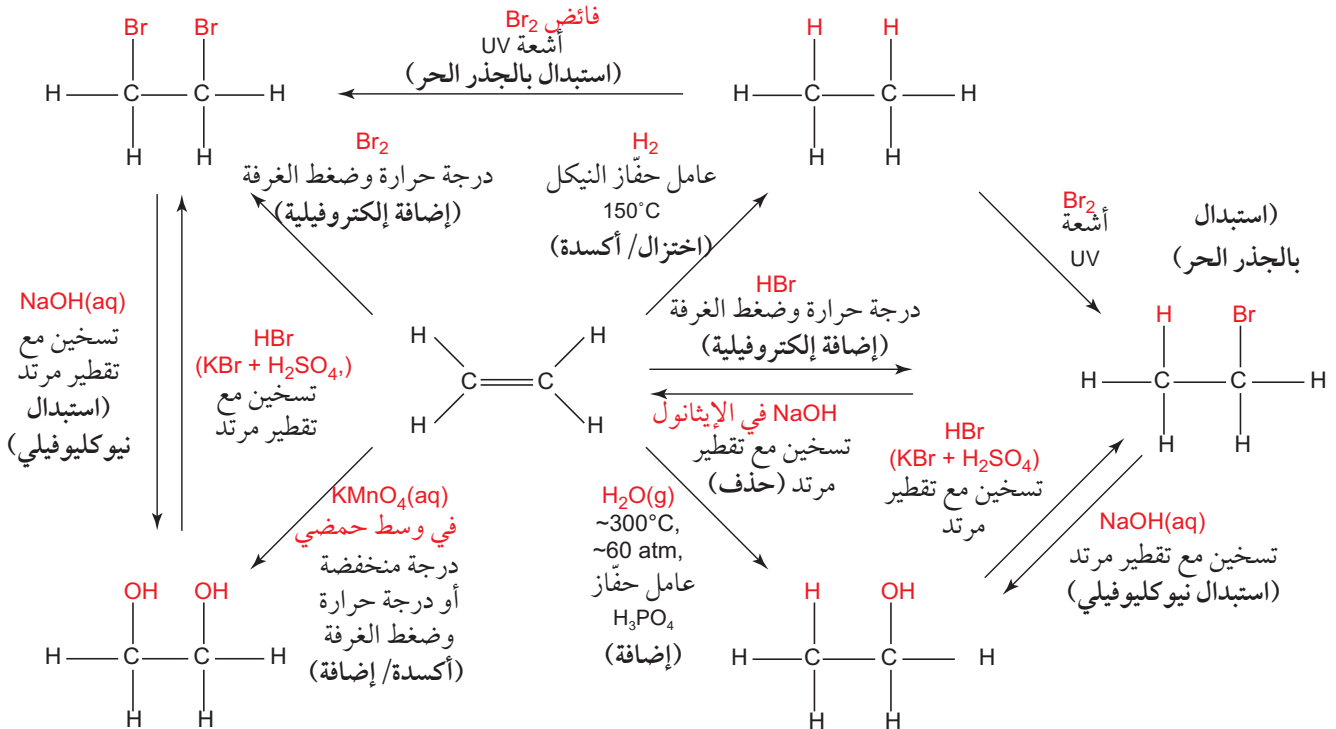 Br Br
H C C H
H H
فائض Br2
أشعة UV
(استبدال بالجذر الحر)
H H
H C C H
H H
Br2
درجة حرارة وضغط الغرفة
(إضافة إلكتروفيلية)
H2
عامل حفّاز النيكل
150°C
(اختزال/ أكسدة)
Br2
أشعة
UV
(استبدال
بالجذر الحر)
NaOH(aq)
تسخين مع
تقطير مرتد
(استبدال
نيوكليوفيلي)
HBr
(KBr + H2SO4,)
تسخين مع
تقطير مرتد
H H
C C
H H
HBr
درجة حرارة وضغط الغرفة
(إضافة إلكتروفيلية)
NaOH في الإيثانول
تسخين مع تقطير
مرتد (حذف)
H Br
H C C H
H H
KMnO4(aq)
في وسط حمضي
درجة منخفضة
أو درجة حرارة
وضغط الغرفة
(أكسدة/ إضافة)
H2O(g)
~300°C,
~60 atm,
عامل حفّاز
H3PO4
(إضافة)
HBr
(KBr + H2SO4)
تسخين مع تقطير
مرتد
NaOH(aq)
تسخين مع تقطير مرتد
(استبدال نيوكليوفيلي)
OH OH
H C C H
H H
H OH
H C C H
H H